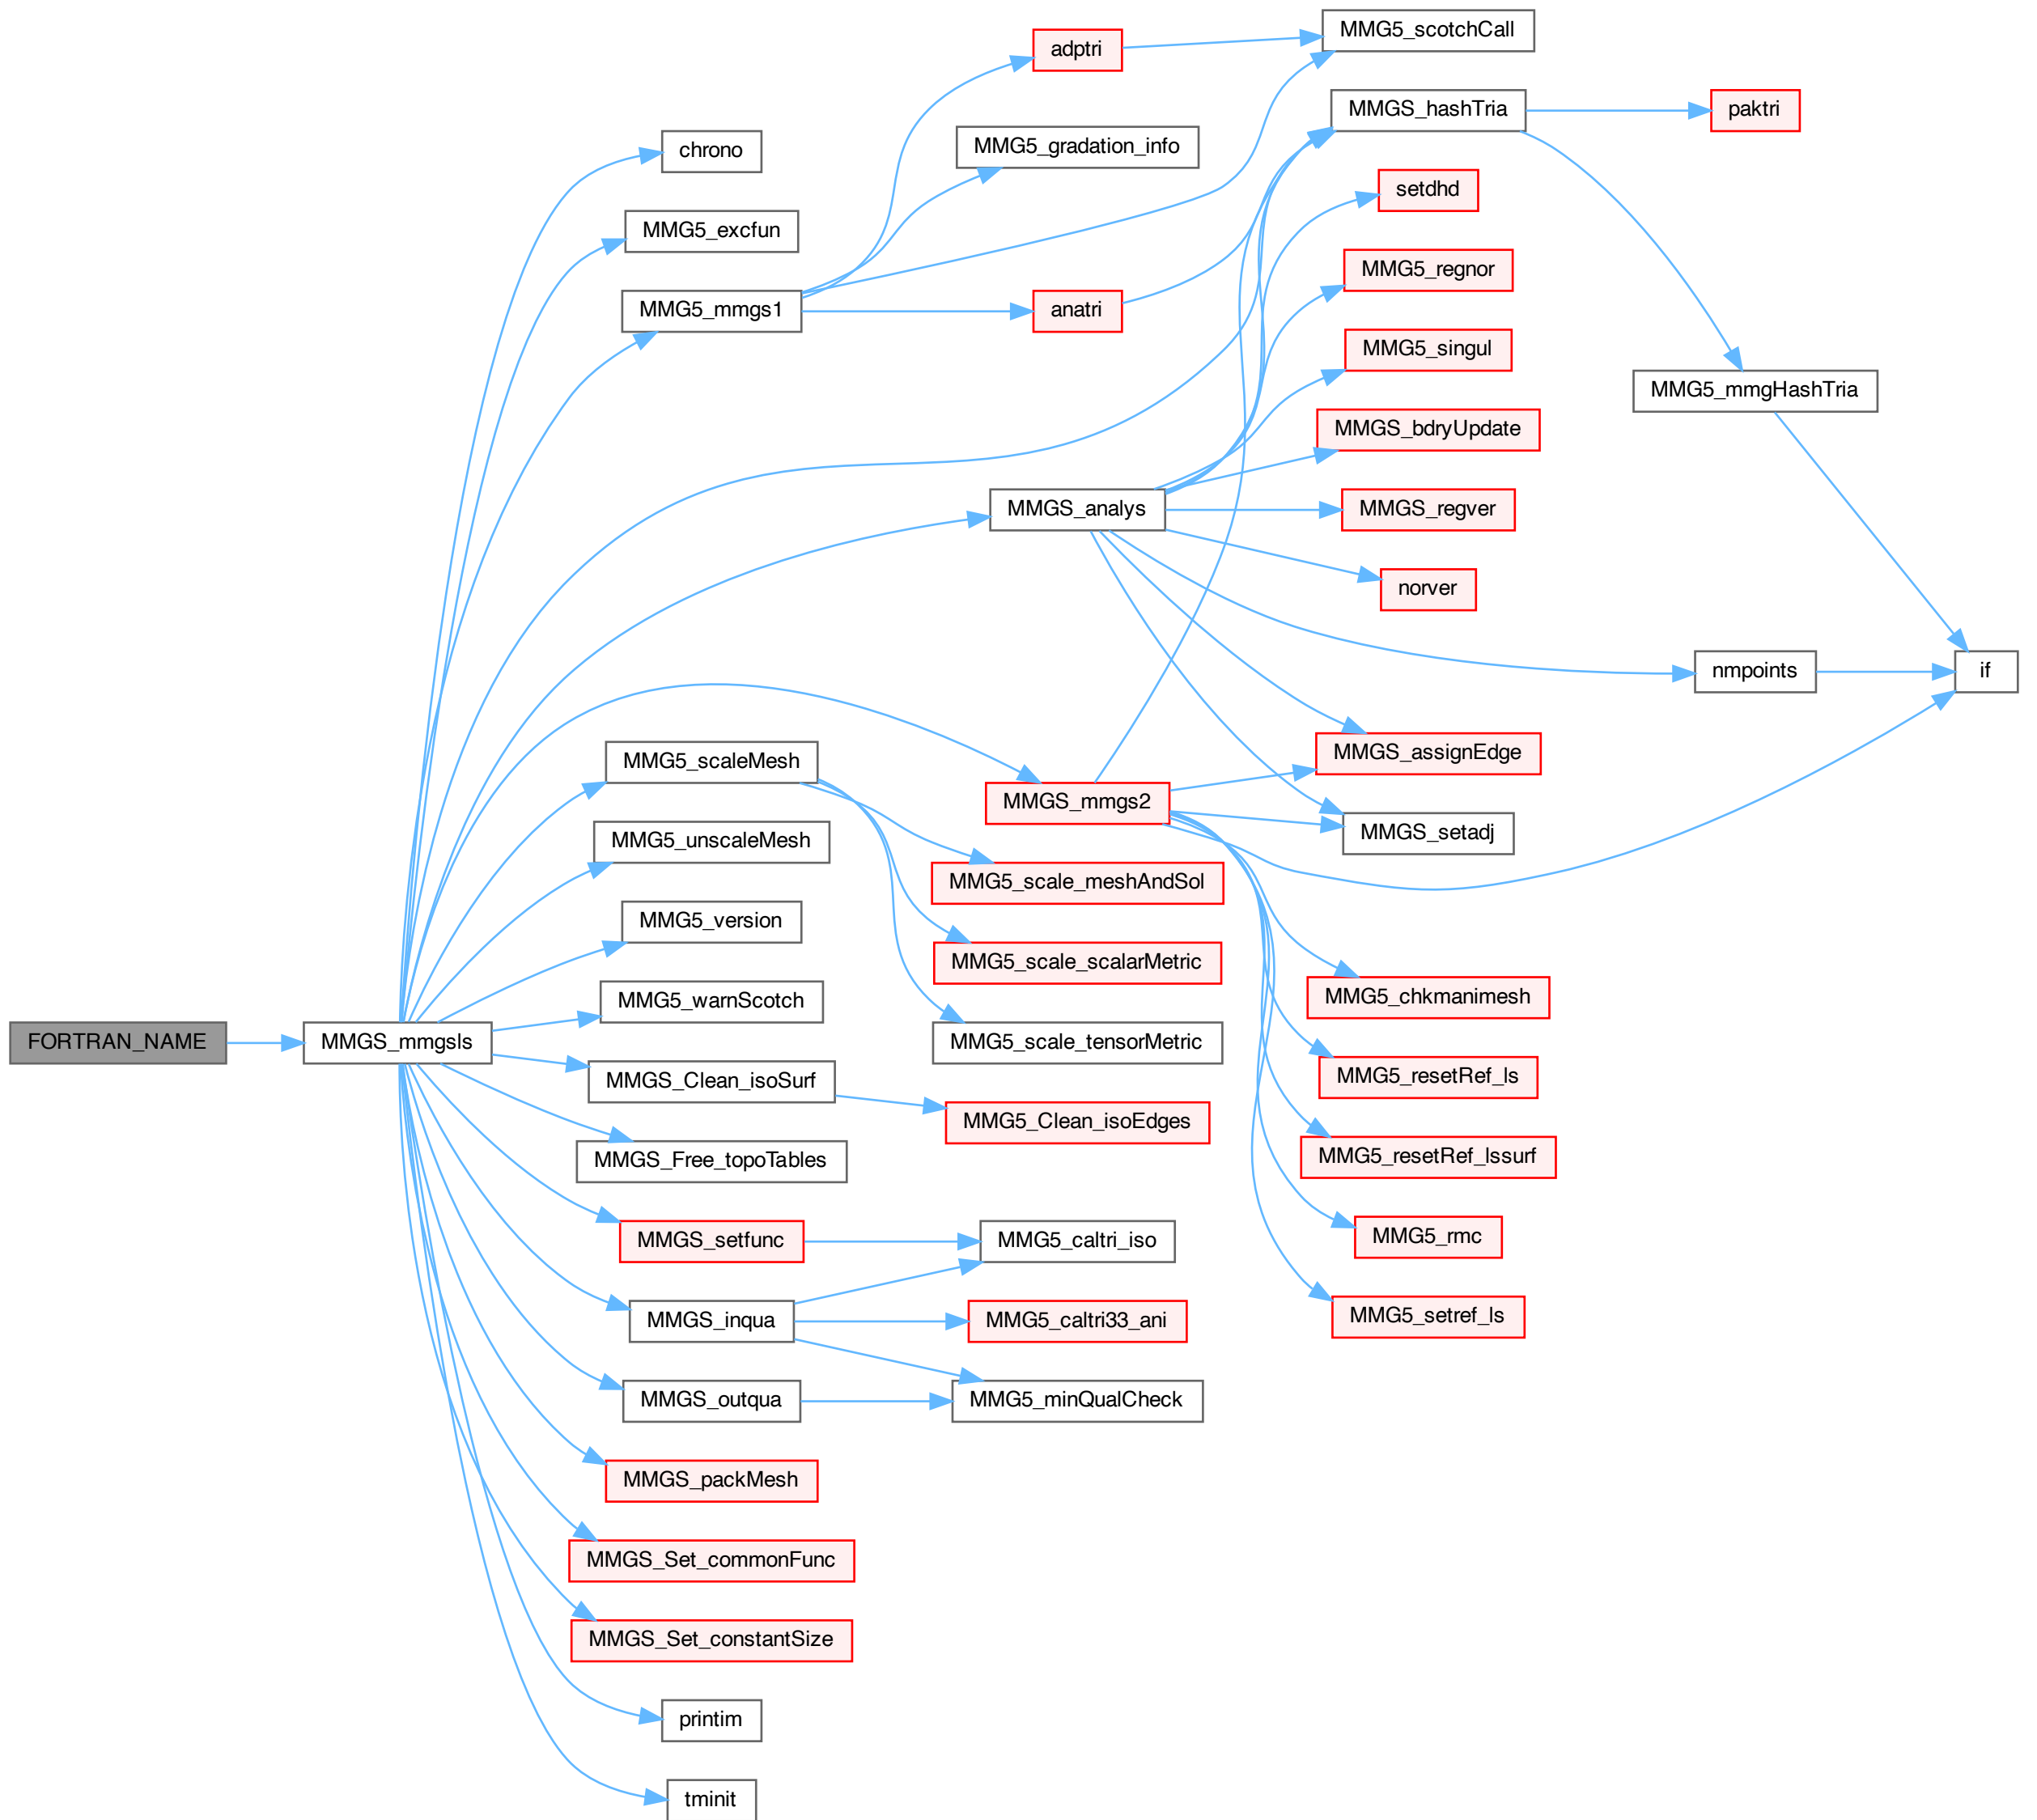 FORTRAN_NAME
MMGS_mmgsls
chrono
MMG5_excfun
MMG5_mmgs1
MMG5_scaleMesh
MMG5_unscaleMesh
MMG5_version
MMG5_warnScotch
MMGS_Clean_isoSurf
MMGS_Free_topoTables
MMGS_setfunc
MMGS_inqua
MMGS_outqua
MMGS_packMesh
MMGS_Set_commonFunc
MMGS_Set_constantSize
printim
tminit
adptri
MMG5_gradation_info
anatri
MMGS_analys
MMGS_mmgs2
MMG5_scale_meshAndSol
MMG5_scale_scalarMetric
MMG5_scale_tensorMetric
MMG5_Clean_isoEdges
MMG5_caltri_iso
MMG5_caltri33_ani
MMG5_minQualCheck
MMG5_scotchCall
MMGS_hashTria
setdhd
MMG5_regnor
MMG5_singul
MMGS_bdryUpdate
MMGS_regver
norver
MMGS_assignEdge
MMGS_setadj
MMG5_chkmanimesh
MMG5_resetRef_ls
MMG5_resetRef_lssurf
MMG5_rmc
MMG5_setref_ls
paktri
MMG5_mmgHashTria
nmpoints
if